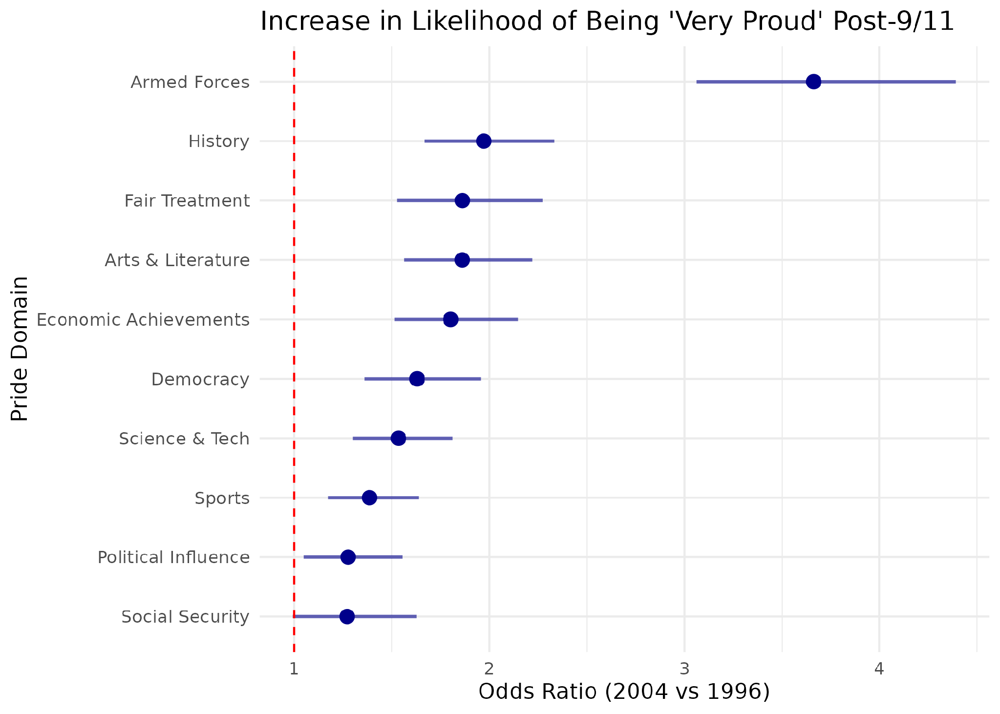 Increase in Likelihood of Being 'Very Proud' Post-9/11
Pride Domain
Armed Forces
History
Fair Treatment
Arts & Literature
Economic Achievements
Democracy
Science & Tech
Sports
Political Influence
Social Security
1 2 3 4
Odds Ratio (2004 vs 1996)